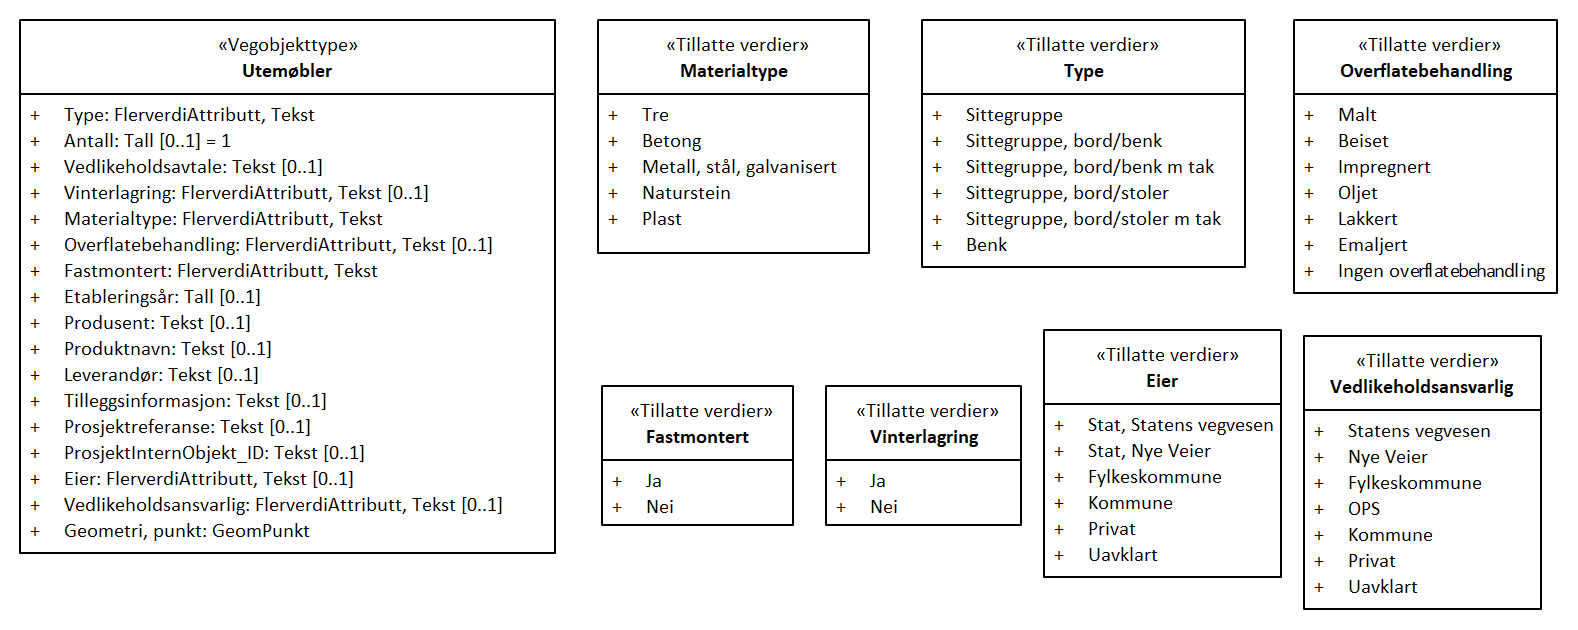 «Vegobjekttype»
Utemøbler
+ Type: FlerverdiAttributt, Tekst
+ Antall: Tall [0..1] = 1
+ Vedlikeholdsavtale: Tekst [0..1]
+ Vinterlagring: FlerverdiAttributt, Tekst [0..1]
+ Materialtype: FlerverdiAttributt, Tekst
+ Overflatebehandling: FlerverdiAttributt, Tekst [0..1]
+ Fastmontert: FlerverdiAttributt, Tekst
+ Etableringsår: Tall [0..1]
+ Produsent: Tekst [0..1]
+ Produktnavn: Tekst [0..1]
+ Leverandør: Tekst [0..1]
+ Tilleggsinformasjon: Tekst [0..1]
+ Prosjektreferanse: Tekst [0..1]
+ ProsjektInternObjekt_ID: Tekst [0..1]
+ Eier: FlerverdiAttributt, Tekst [0..1]
+ Vedlikeholdsansvarlig: FlerverdiAttributt, Tekst [0..1]
+ Geometri, punkt: GeomPunkt
«Tillatte verdier»
Materialtype
+ Tre
+ Betong
+ Metall, stål, galvanisert
+ Naturstein
+ Plast
«Tillatte verdier»
Type
+ Sittegruppe
+ Sittegruppe, bord/benk
+ Sittegruppe, bord/benk m tak
+ Sittegruppe, bord/stoler
+ Sittegruppe, bord/stoler m tak
+ Benk
«Tillatte verdier»
Overflatebehandling
+ Malt
+ Beiset
+ Impregnert
+ Oljet
+ Lakkert
+ Emaljert
+ Ingen overflatebehandling
«Tillatte verdier»
Fastmontert
+ Ja
+ Nei
«Tillatte verdier»
Vinterlagring
+ Ja
+ Nei
«Tillatte verdier»
Eier
+ Stat, Statens vegvesen
+ Stat, Nye Veier
+ Fylkeskommune
+ Kommune
+ Privat
+ Uavklart
«Tillatte verdier»
Vedlikeholdsansvarlig
+ Statens vegvesen
+ Nye Veier
+ Fylkeskommune
+ OPS
+ Kommune
+ Privat
+ Uavklart